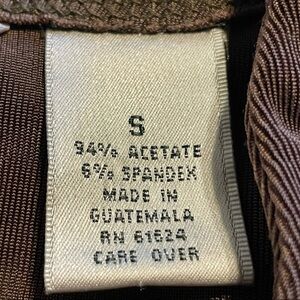 S
94% ACETATE
6% SPANDEX
MADE IN
GUATEMALA
RN 61624
CARE OVER